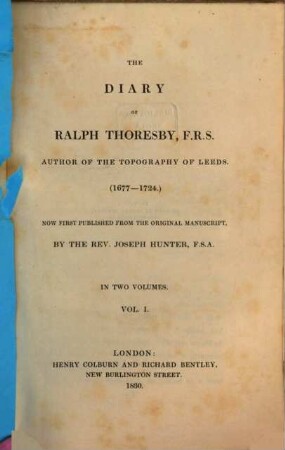 THE
DIARY
OF
RALPH THORESBY, F.R.S.
AUTHOR OF THE TOPOGRAPHY OF LEEDS.
(1677—1724.)
NOW FIRST PUBLISHED FROM THE ORIGINAL MANUSCRIPT,
BY THE REV. JOSEPH HUNTER, F.S.A.
IN TWO VOLUMES.
VOL. I.
LONDON:
HENRY COLBURN AND RICHARD BENTLEY,
NEW BURLINGTON STREET.
1830.